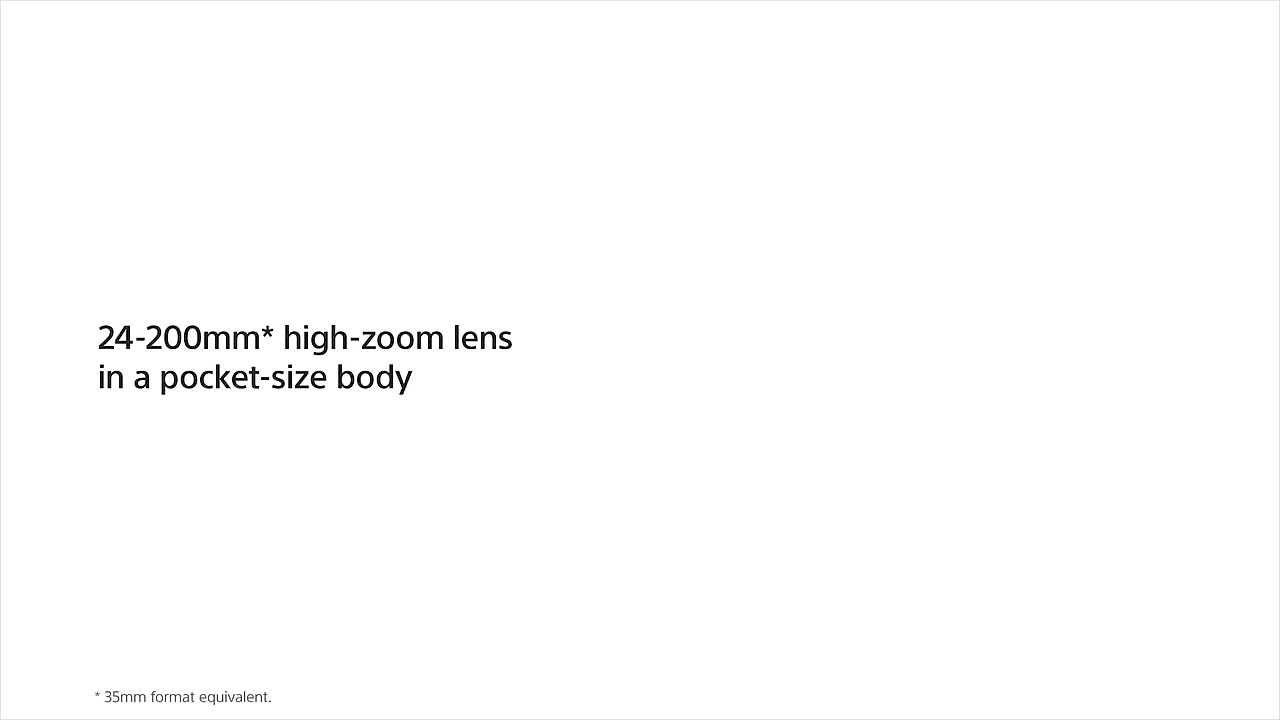 24-200mm* high-zoom lens
in a pocket-size body
* 35mm format equivalent.